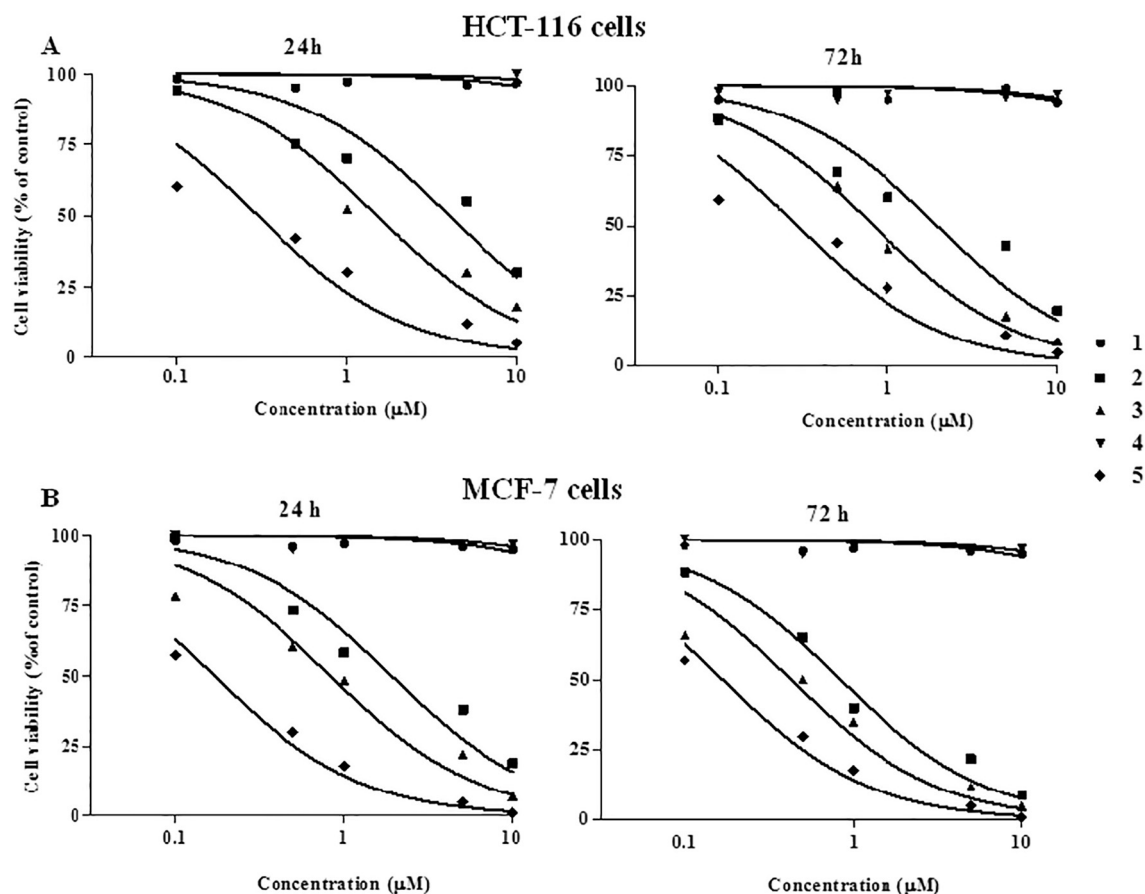 HCT-116 cells
A
24h
72h
Cell viability (% of control)
100
75
50
25
0
0.1
1
10
Concentration (μM)
100
75
50
25
0
0.1
1
10
Concentration (μM)
1
2
3
4
5
B
MCF-7 cells
24 h
72 h
Cell viability (%of control)
100
75
50
25
0
0.1
1
10
Concentration (μM)
100
75
50
25
0
0.1
1
10
Concentration (μM)